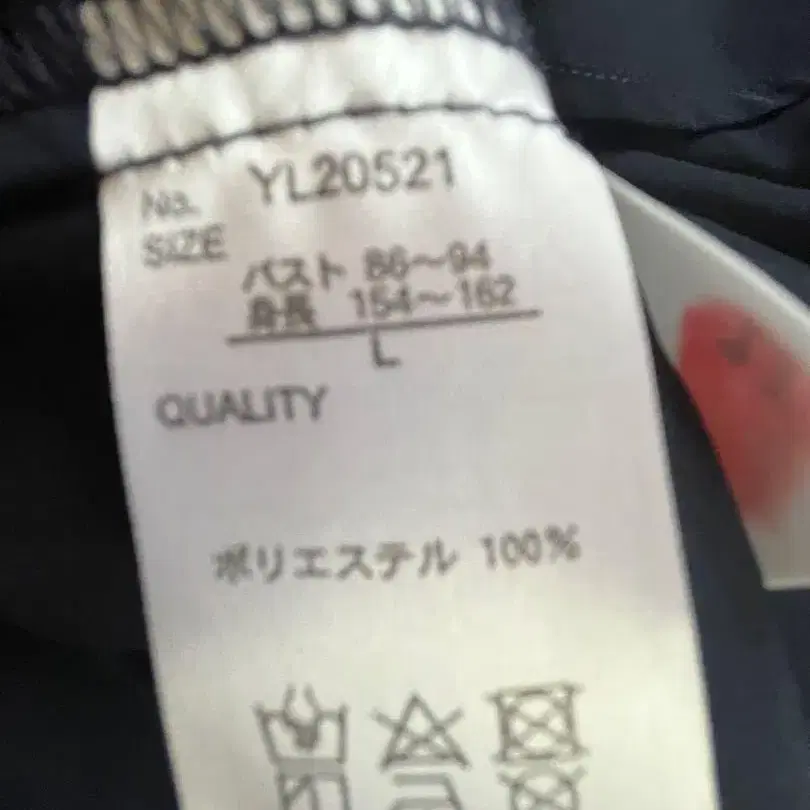 No. YL20521
SIZE
バスト 86～94
身長 154～162
L
QUALITY
ポリエステル 100%